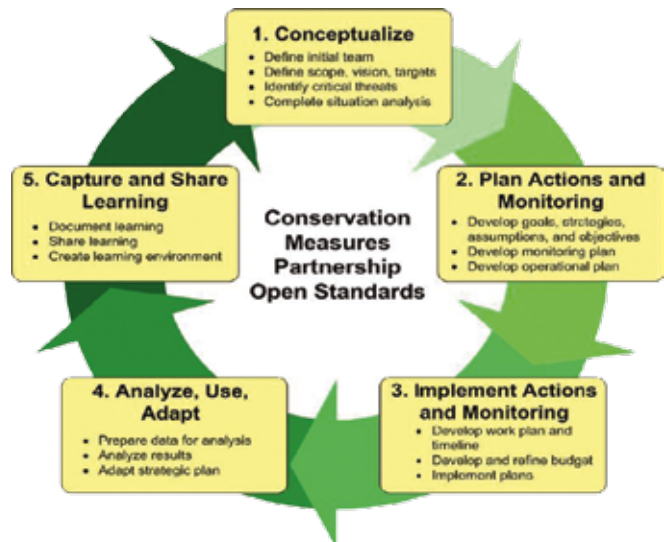 1. Conceptualize
• Define initial team
• Define scope, vision, targets
• Identify critical threats
• Complete situation analysis
2. Plan Actions and
Monitoring
• Develop goals, strategies,
assumptions, and objectives
• Develop monitoring plan
• Develop operational plan
3. Implement Actions
and Monitoring
• Develop work plan and
timeline
• Develop and refine budget
• Implement plans
4. Analyze, Use,
Adapt
• Prepare data for analysis
• Analyze results
• Adapt strategic plan
5. Capture and Share
Learning
• Document learning
• Share learning
• Create learning environment
Conservation
Measures
Partnership
Open Standards